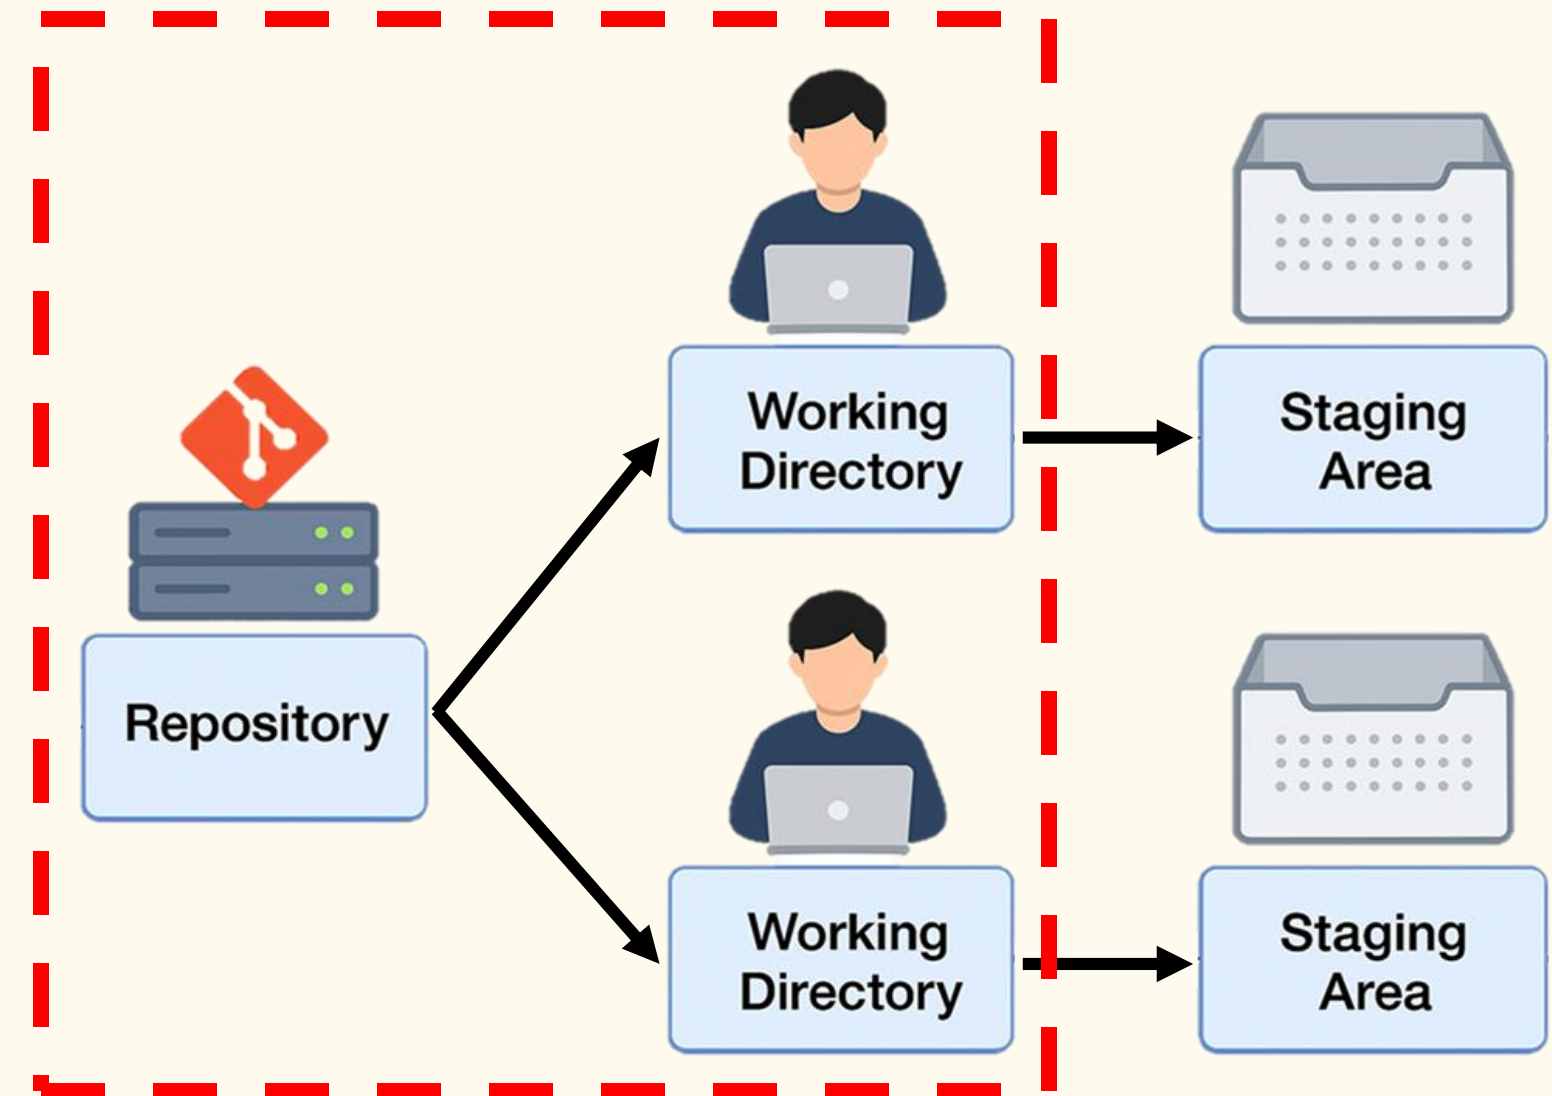 Working
Directory
Staging
Area
Repository
Working
Directory
Staging
Area